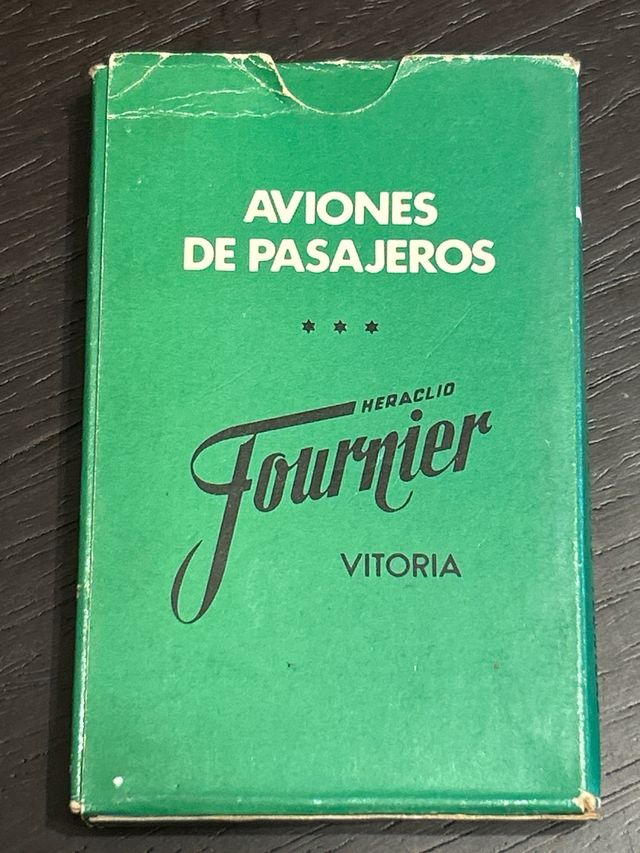 AVIONES
DE PASAJEROS
HERACLIO
Fournier
VITORIA